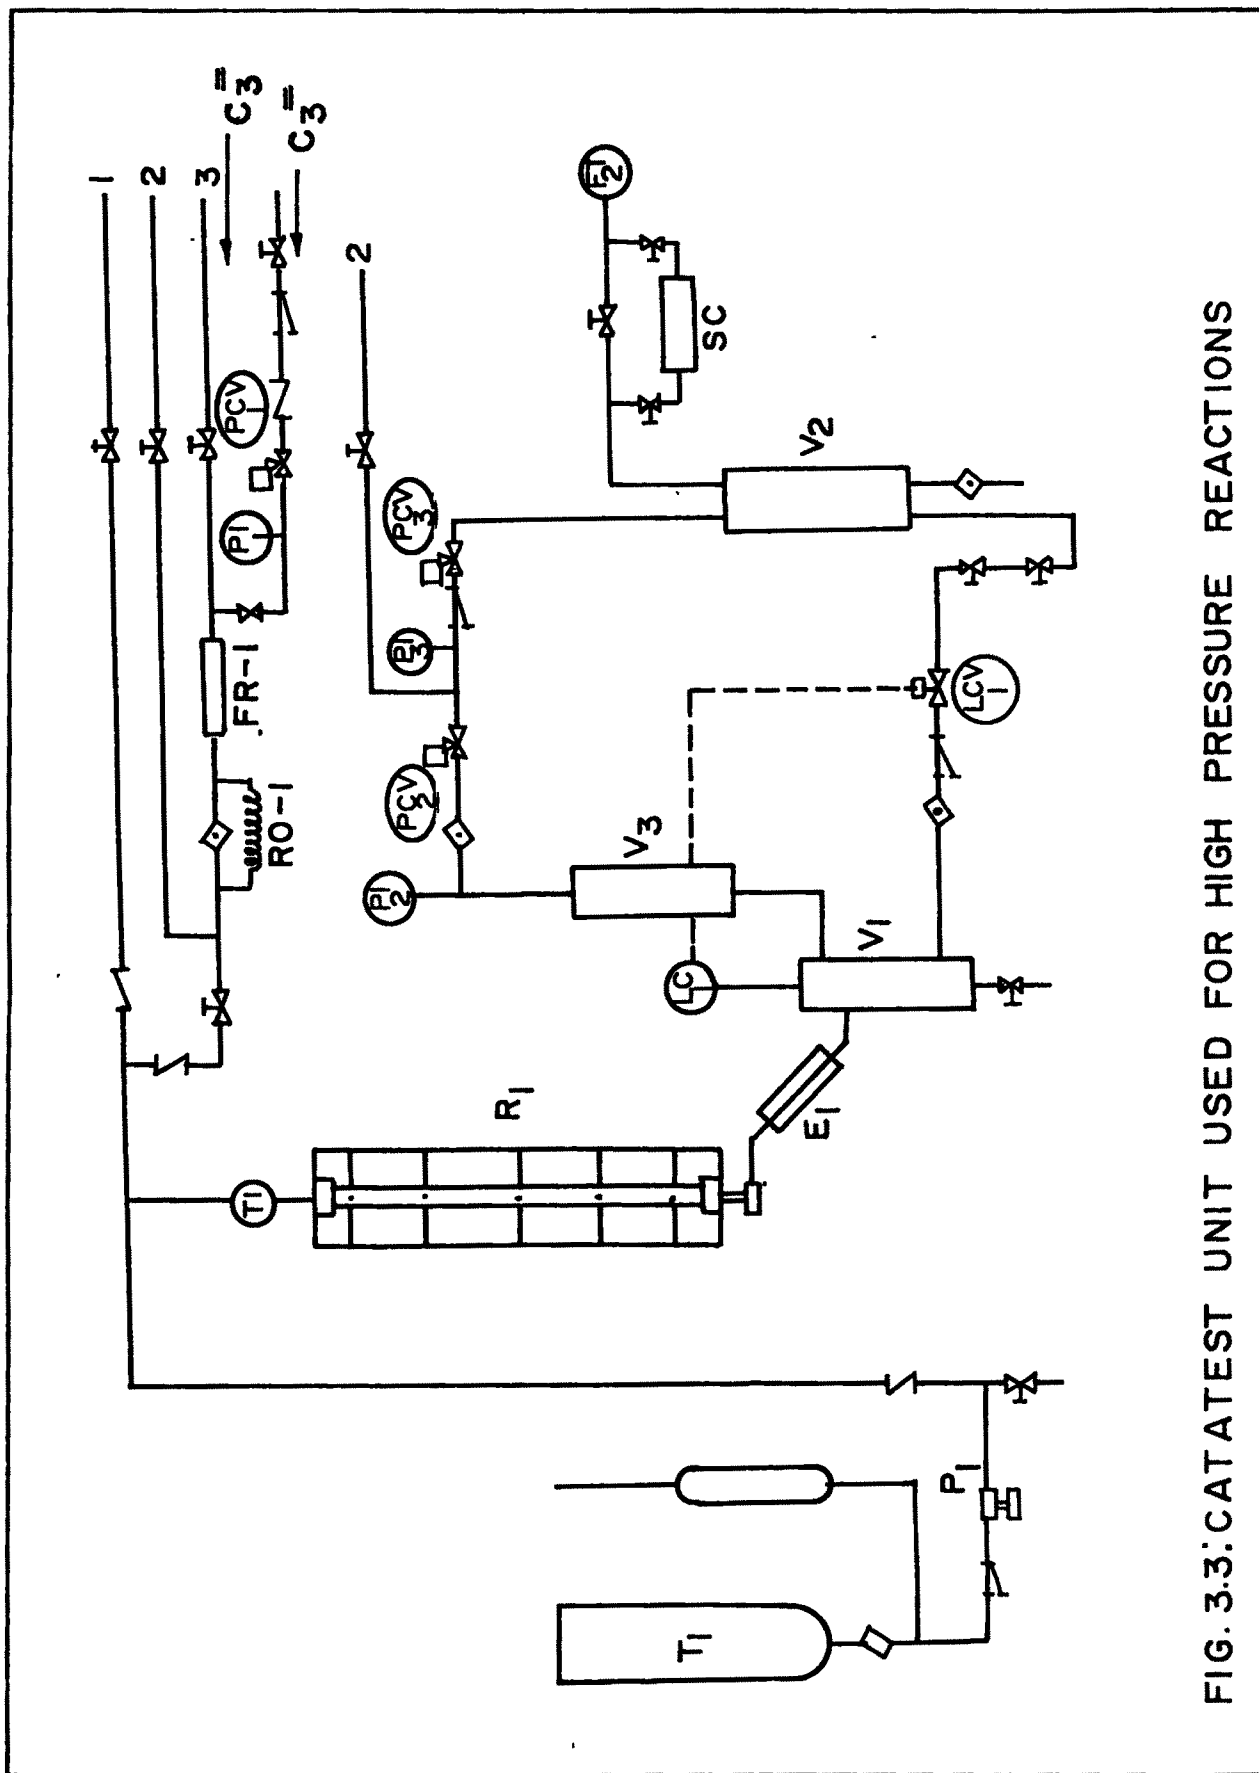 1
2
3
C₃⁼
C₃⁼
PCV
1
PI
FR-1
RO-1
2
PCV
3
PI
3
PCV
2
PI
2
FI
2
SC
V₂
V₃
LCV
1
LC
1
V₁
E₁
R₁
TI
P₁
T₁
FIG. 3.3: CATATEST UNIT USED FOR HIGH PRESSURE REACTIONS